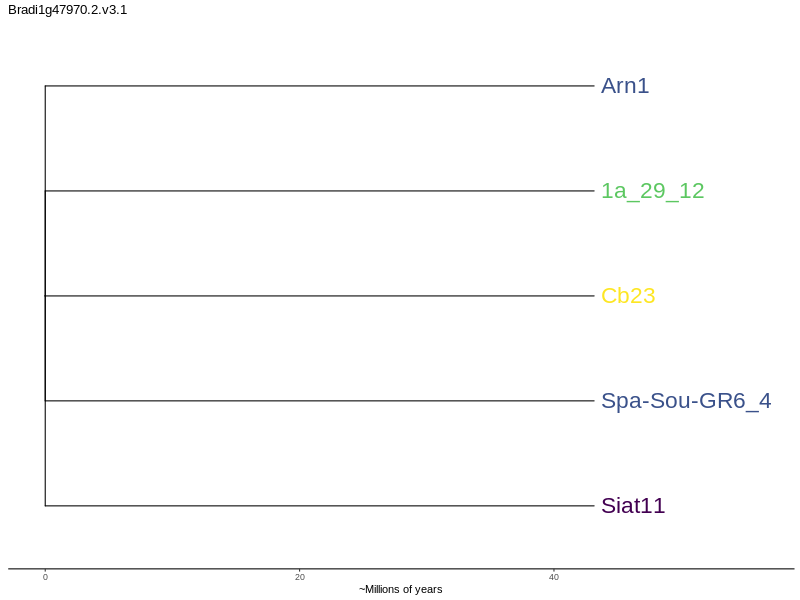 Bradi1g47970.2.v3.1
Arn1
1a_29_12
Cb23
Spa-Sou-GR6_4
Siat11
0 20 40
~Millions of years